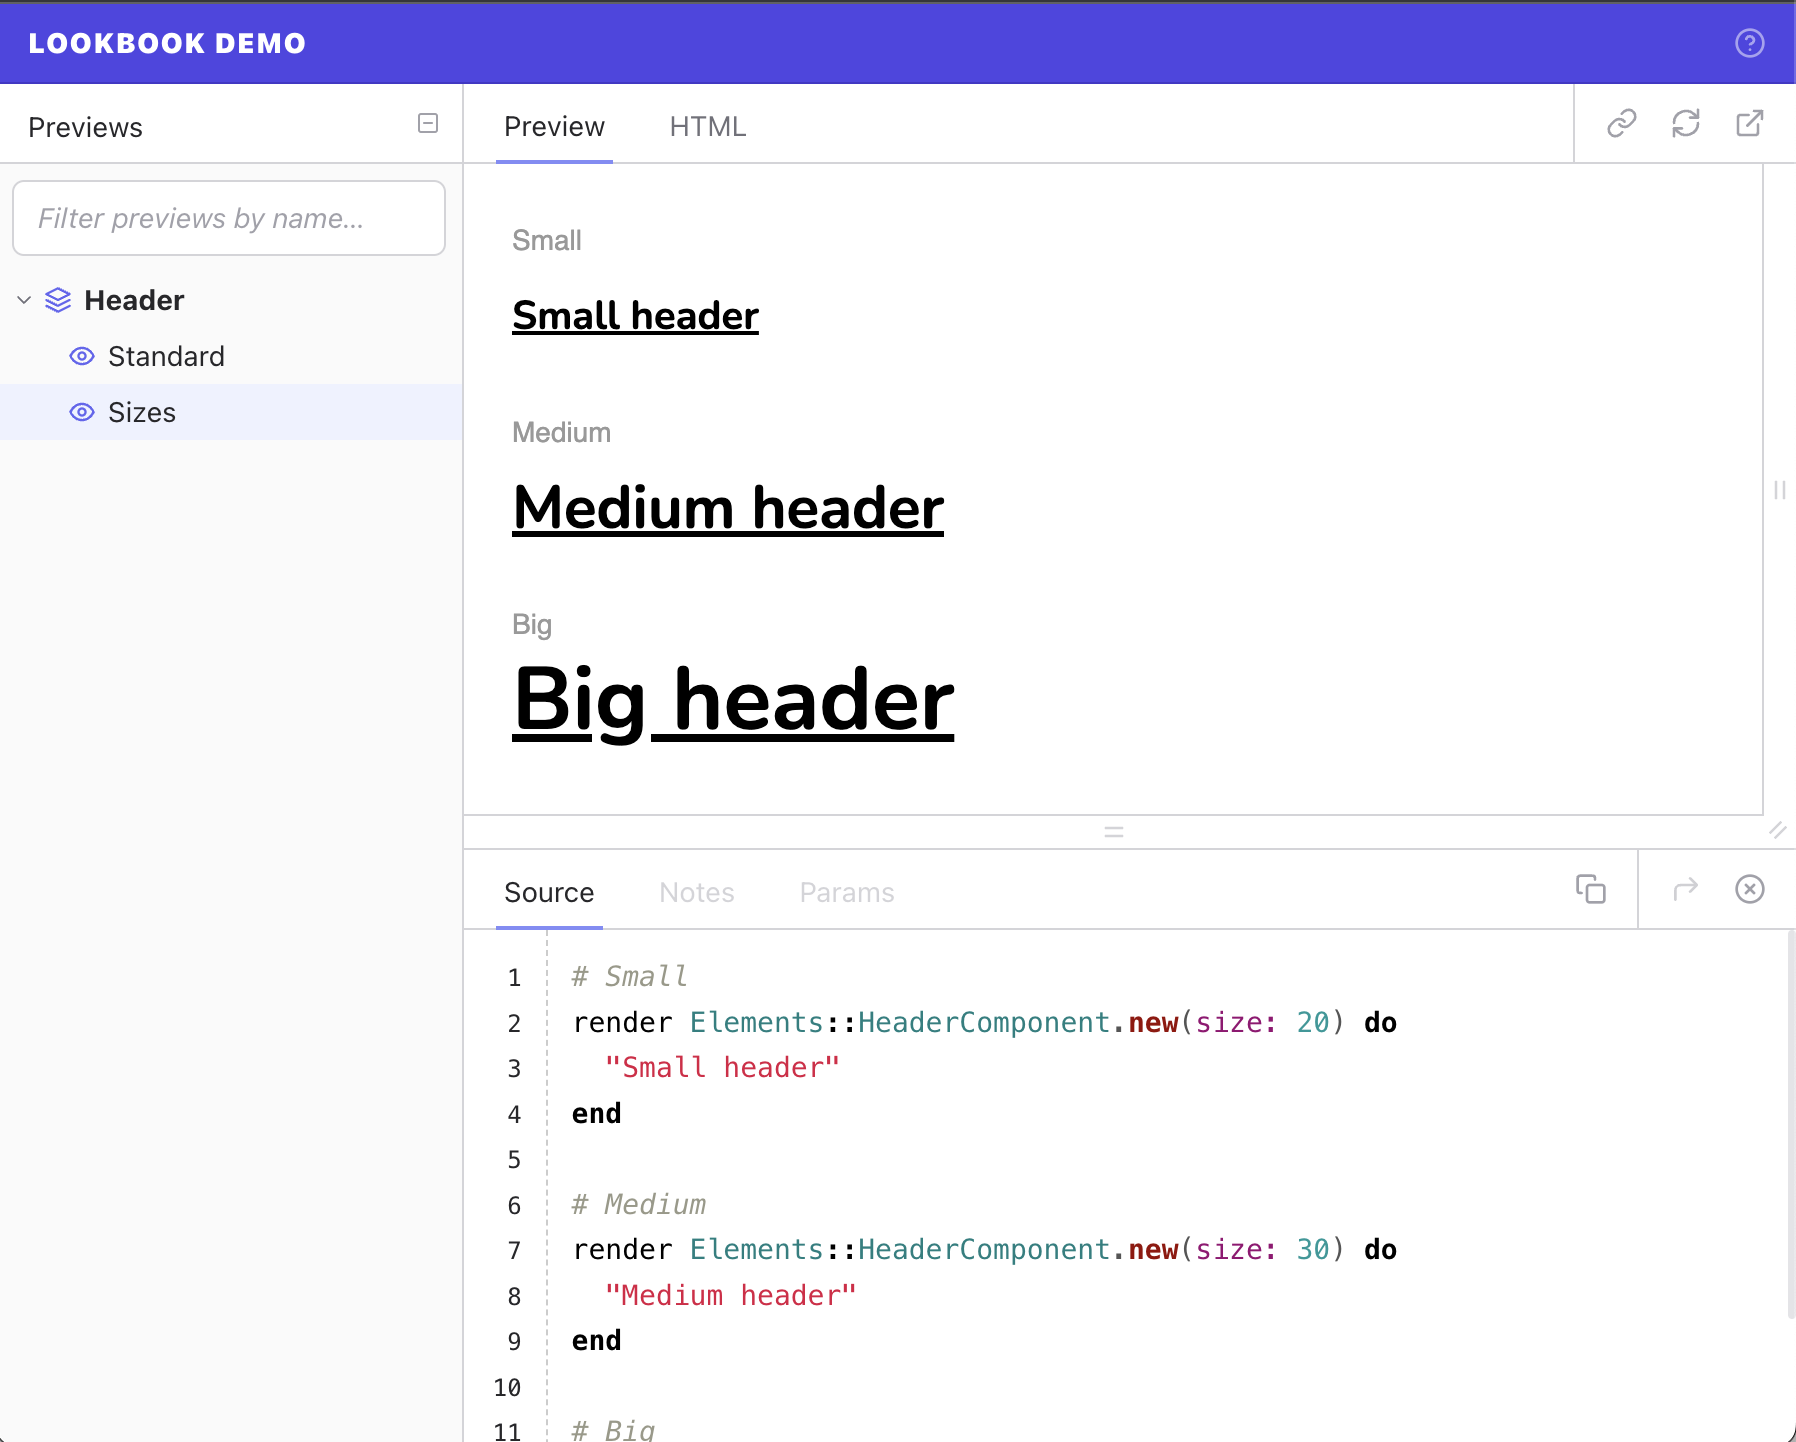 LOOKBOOK DEMO
Previews
Preview
HTML
Filter previews by name...
Header
Standard
Sizes
Small
Small header
Medium
Medium header
Big
Big header
Source
Notes
Params
1 # Small
2 render Elements::HeaderComponent.new(size: 20) do
3 "Small header"
4 end
5
6 # Medium
7 render Elements::HeaderComponent.new(size: 30) do
8 "Medium header"
9 end
10
11 # Big